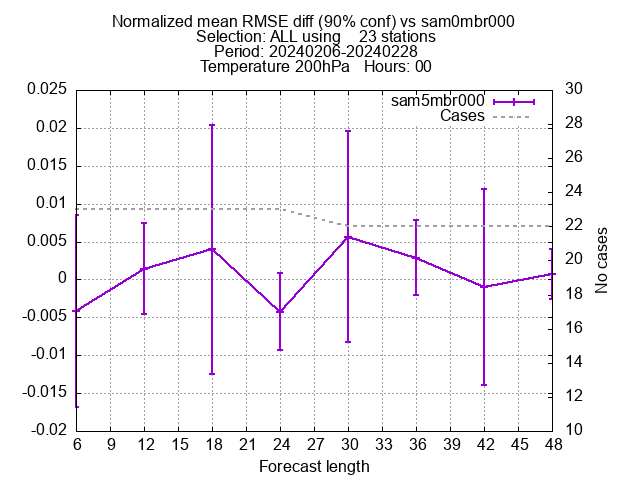 Normalized mean RMSE diff (90% conf) vs sam0mbr000
Selection: ALL using    23 stations
Period: 20240206-20240228
Temperature 200hPa   Hours: 00
sam5mbr000
Cases
0.025
0.02
0.015
0.01
0.005
0
-0.005
-0.01
-0.015
-0.02
30
28
26
24
22
20
18
16
14
12
10
No cases
6 9 12 15 18 21 24 27 30 33 36 39 42 45 48
Forecast length